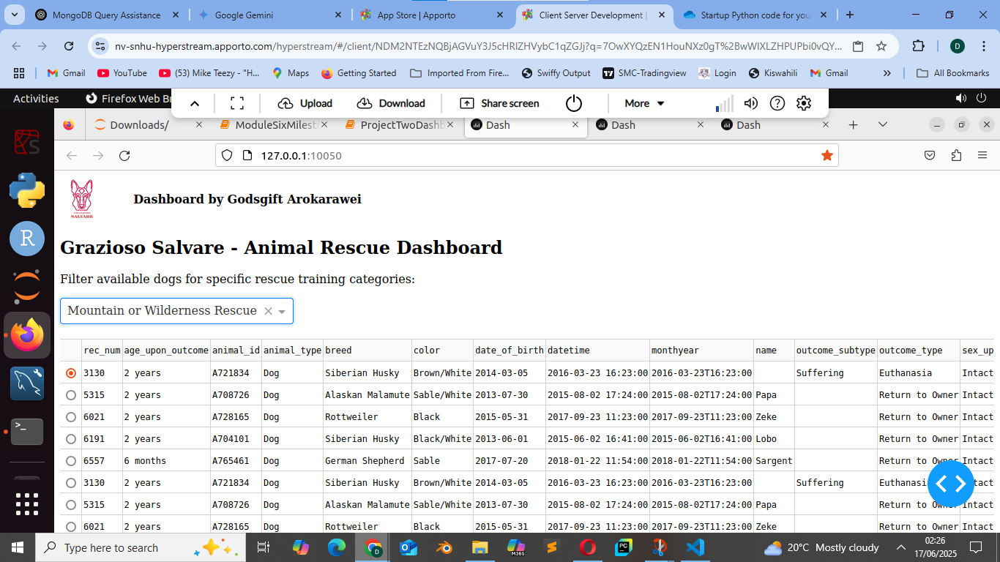 MongoDB Query Assistance
Google Gemini
App Store | Apporto
Client Server Development |
Startup Python code for you
nv-snhu-hyperstream.apporto.com/hyperstream/#/client/NDM2NTEzNQBjAGVuY3J5cHRlZHVybC1qZGJj?q=7OwXYQzEN1HouNXz0gT%2BwWIXLZHPUPbi0vQY...
D
Gmail
YouTube
(53) Mike Teezy - "H...
Maps
Getting Started
Imported From Fire...
Swiffy Output
SMC-Tradingview
Login
Kiswahili
Gmail
All Bookmarks
Activities
Firefox Web Br
Upload
Download
Share screen
More
Downloads/
ModuleSixMilest
ProjectTwoDashb
Dash
Dash
Dash
127.0.0.1:10050
SALVARE
Dashboard by Godsgift Arokarawei
Grazioso Salvare - Animal Rescue Dashboard
Filter available dogs for specific rescue training categories:
Mountain or Wilderness Rescue
rec_num age_upon_outcome animal_id animal_type breed color date_of_birth datetime monthyear name outcome_subtype outcome_type sex_up
3130 2 years A721834 Dog Siberian Husky Brown/White 2014-03-05 2016-03-23 16:23:00 2016-03-23T16:23:00 Suffering Euthanasia Intact
5315 2 years A708726 Dog Alaskan Malamute Sable/White 2013-07-30 2015-08-02 17:24:00 2015-08-02T17:24:00 Papa Return to Owner Intact
6021 2 years A728165 Dog Rottweiler Black 2015-05-31 2017-09-23 11:23:00 2017-09-23T11:23:00 Zeke Return to Owner Intact
6191 2 years A704101 Dog Siberian Husky Black/White 2013-06-01 2015-06-02 16:41:00 2015-06-02T16:41:00 Lobo Return to Owner Intact
6557 6 months A765461 Dog German Shepherd Sable 2017-07-20 2018-01-22 11:54:00 2018-01-22T11:54:00 Sargent Return to Owner Intact
3130 2 years A721834 Dog Siberian Husky Brown/White 2014-03-05 2016-03-23 16:23:00 2016-03-23T16:23:00 Suffering Euthanasi tact
5315 2 years A708726 Dog Alaskan Malamute Sable/White 2013-07-30 2015-08-02 17:24:00 2015-08-02T17:24:00 Papa Return to Owner Intact
6021 2 years A728165 Dog Rottweiler Black 2015-05-31 2017-09-23 11:23:00 2017-09-23T11:23:00 Zeke Return to Owner Intact
Type here to search
M365
PC
20°C Mostly cloudy
02:26
17/06/2025